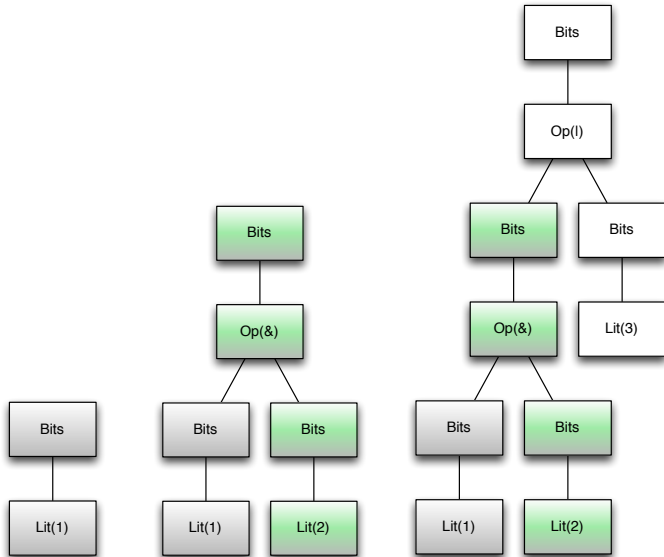 Bits
Op(l)
Bits Bits Bits
Op(&) Op(&) Lit(3)
Bits Bits Bits Bits Bits
Lit(1) Lit(1) Lit(2) Lit(1) Lit(2)